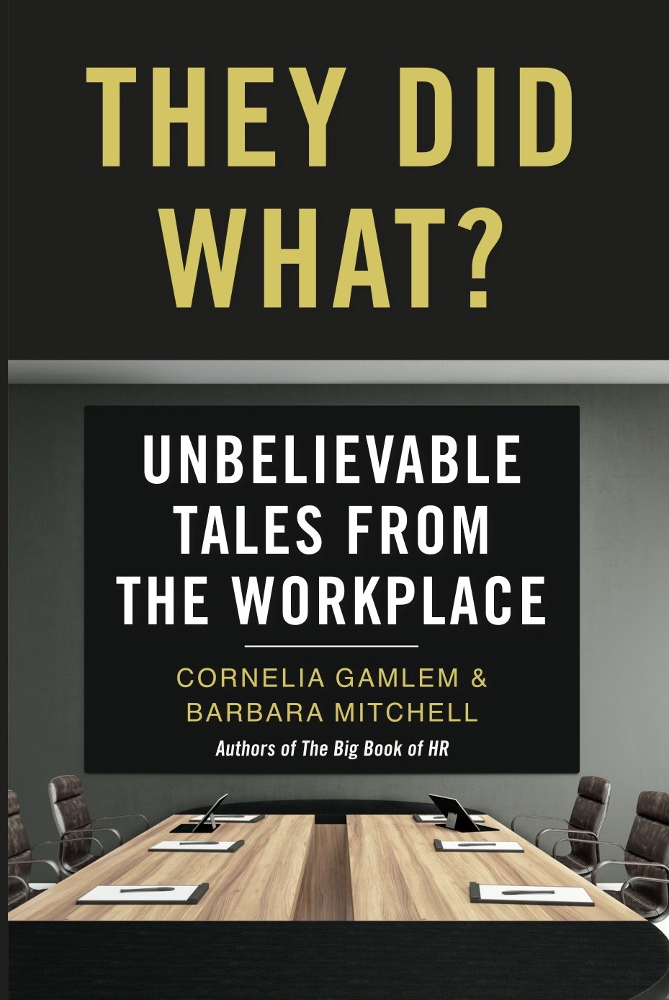 THEY DID
WHAT?
UNBELIEVABLE
TALES FROM
THE WORKPLACE
CORNELIA GAMLEM &
BARBARA MITCHELL
Authors of The Big Book of HR